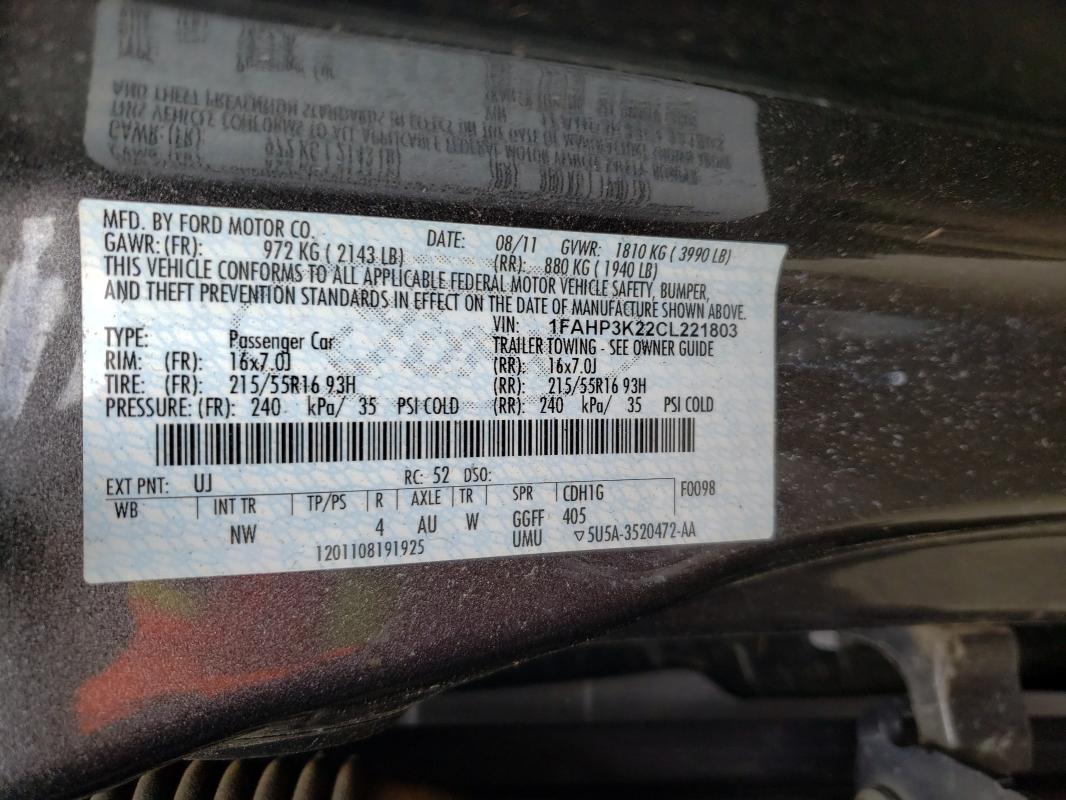 MFD. BY FORD MOTOR CO. DATE: 08/11 GVWR: 1810 KG ( 3990 LB)
GAWR: (FR): 972 KG ( 2143 LB) (RR): 880 KG ( 1940 LB)
THIS VEHICLE CONFORMS TO ALL APPLICABLE FEDERAL MOTOR VEHICLE SAFETY, BUMPER,
AND THEFT PREVENTION STANDARDS IN EFFECT ON THE DATE OF MANUFACTURE SHOWN ABOVE.
VIN: 1FAHP3K22CL221803
TYPE: Passenger Car TRAILER TOWING - SEE OWNER GUIDE
RIM: (FR): 16x7.0J (RR): 16x7.0J
TIRE: (FR): 215/55R16 93H (RR): 215/55R16 93H
PRESSURE: (FR): 240 kPa/ 35 PSI COLD (RR): 240 kPa/ 35 PSI COLD
EXT PNT: UJ RC: 52 DSO:
WB INT TR TP/PS R AXLE TR SPR CDH1G F0098
NW 4 AU W GGFF 405
UMU ▽5U5A-3520472-AA
1201108191925